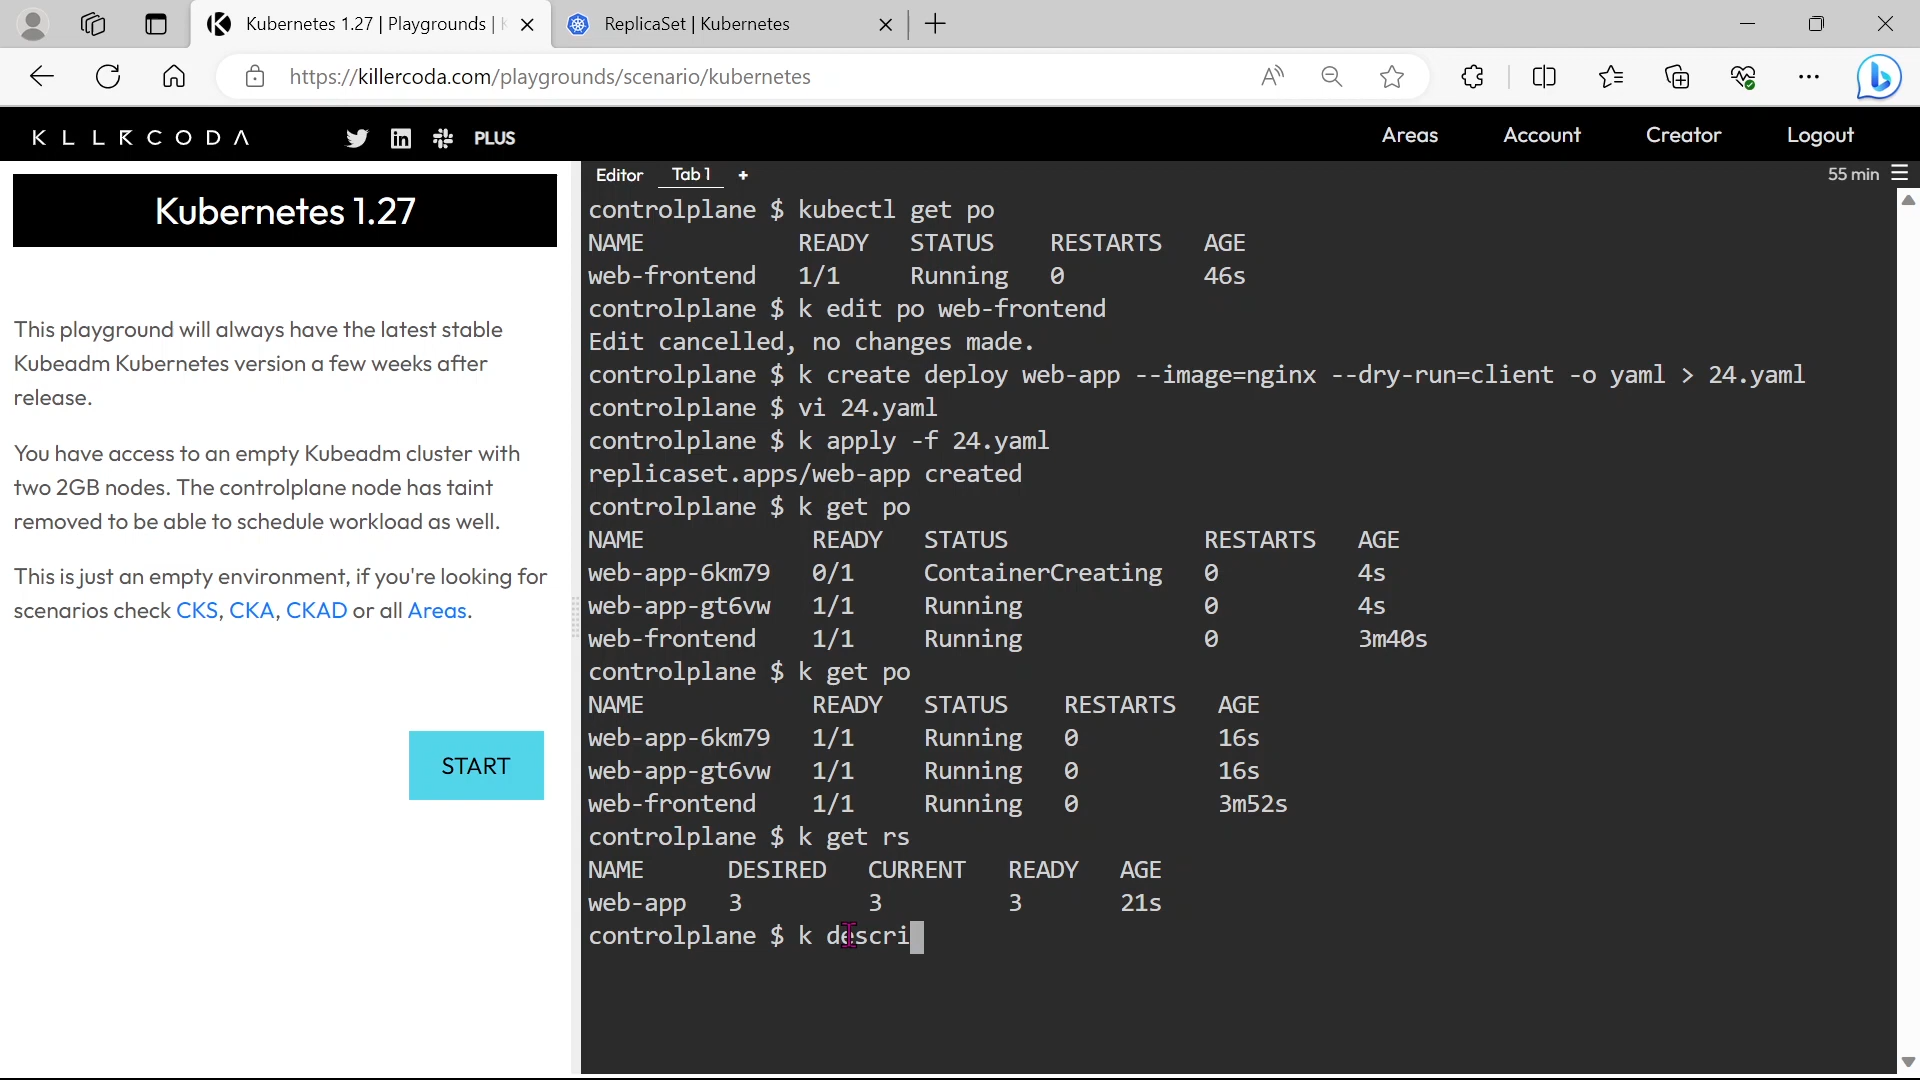 Kubernetes 1.27 | Playgrounds | K
ReplicaSet | Kubernetes
https://killercoda.com/playgrounds/scenario/kubernetes
KLLRCODA
PLUS
Areas
Account
Creator
Logout
Kubernetes 1.27
This playground will always have the latest stable
Kubeadm Kubernetes version a few weeks after
release.
You have access to an empty Kubeadm cluster with
two 2GB nodes. The controlplane node has taint
removed to be able to schedule workload as well.
This is just an empty environment, if you're looking for
scenarios check CKS, CKA, CKAD or all Areas.
START
Editor Tab 1 +
55 min
controlplane $ kubectl get po
NAME READY STATUS RESTARTS AGE
web-frontend 1/1 Running 0 46s
controlplane $ k edit po web-frontend
Edit cancelled, no changes made.
controlplane $ k create deploy web-app --image=nginx --dry-run=client -o yaml > 24.yaml
controlplane $ vi 24.yaml
controlplane $ k apply -f 24.yaml
replicaset.apps/web-app created
controlplane $ k get po
NAME READY STATUS RESTARTS AGE
web-app-6km79 0/1 ContainerCreating 0 4s
web-app-gt6vw 1/1 Running 0 4s
web-frontend 1/1 Running 0 3m40s
controlplane $ k get po
NAME READY STATUS RESTARTS AGE
web-app-6km79 1/1 Running 0 16s
web-app-gt6vw 1/1 Running 0 16s
web-frontend 1/1 Running 0 3m52s
controlplane $ k get rs
NAME DESIRED CURRENT READY AGE
web-app 3 3 3 21s
controlplane $ k descri